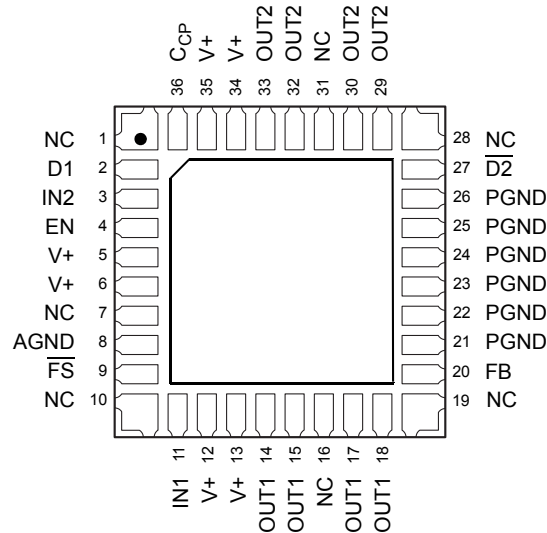 CCP
V+
V+
OUT2
OUT2
NC
OUT2
OUT2
36
35
34
33
32
31
30
29
NC 1
D1 2
IN2 3
EN 4
V+ 5
V+ 6
NC 7
AGND 8
F̅S̅ 9
NC 10
28 NC
27 D̅2̅
26 PGND
25 PGND
24 PGND
23 PGND
22 PGND
21 PGND
20 FB
19 NC
11
12
13
14
15
16
17
18
IN1
V+
V+
OUT1
OUT1
NC
OUT1
OUT1